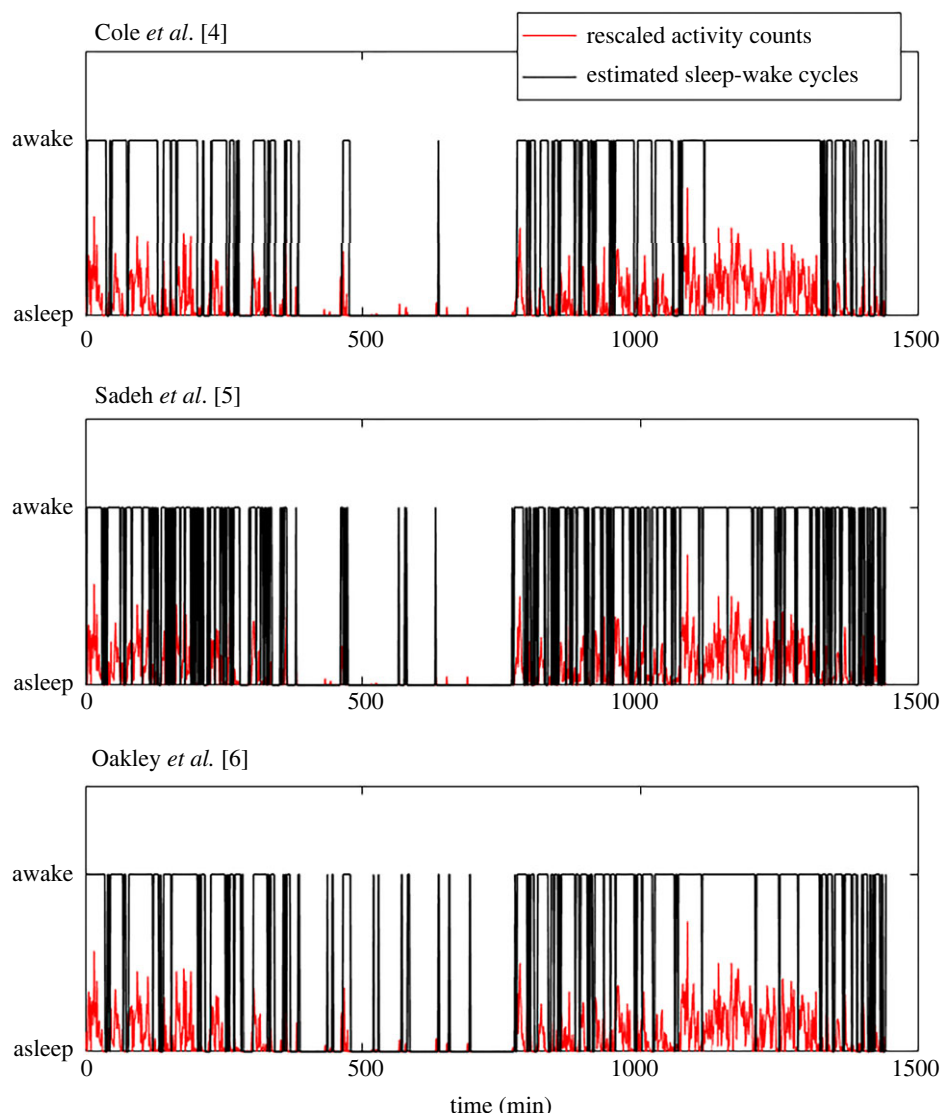 Cole et al. [4]
rescaled activity counts
estimated sleep-wake cycles
awake
asleep
0 500 1000 1500
Sadeh et al. [5]
awake
asleep
0 500 1000 1500
Oakley et al. [6]
awake
asleep
0 500 1000 1500
time (min)